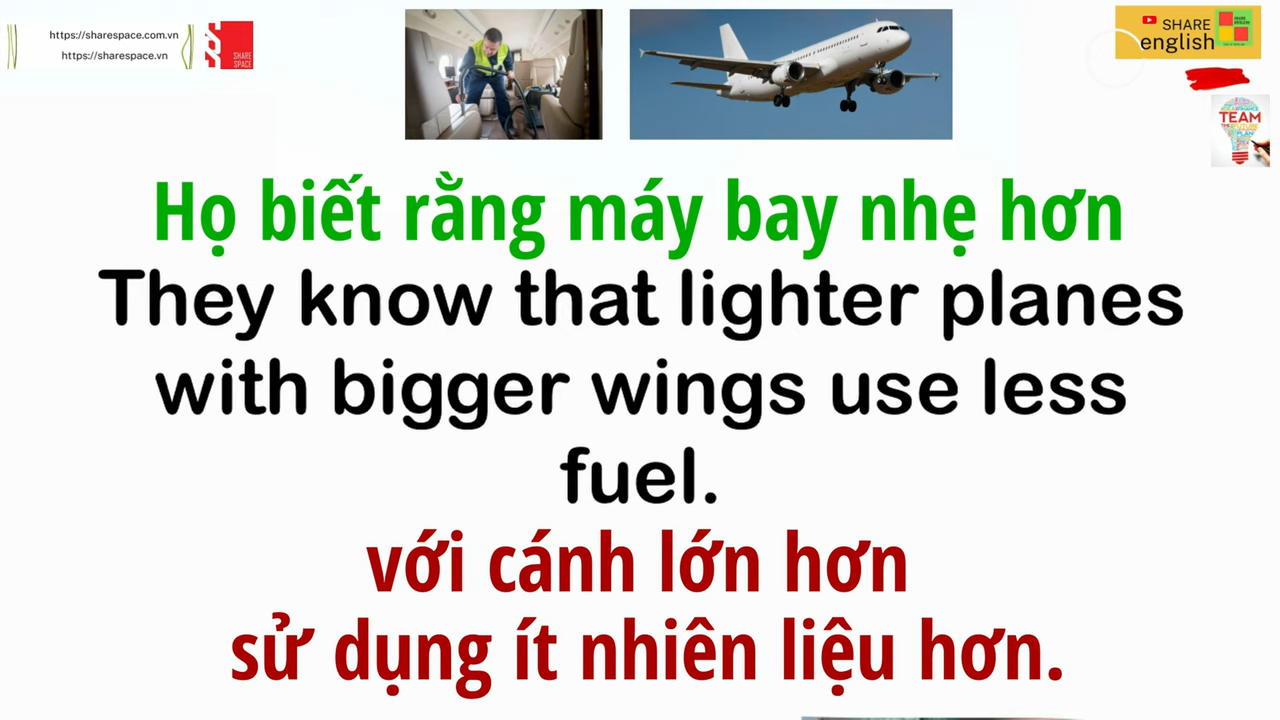 https://sharespace.com.vn
https://sharespace.vn
SHARE
SPACE
SHARE
english
TEAM
PLAN
Họ biết rằng máy bay nhẹ hơn
They know that lighter planes
with bigger wings use less
fuel.
với cánh lớn hơn
sử dụng ít nhiên liệu hơn.